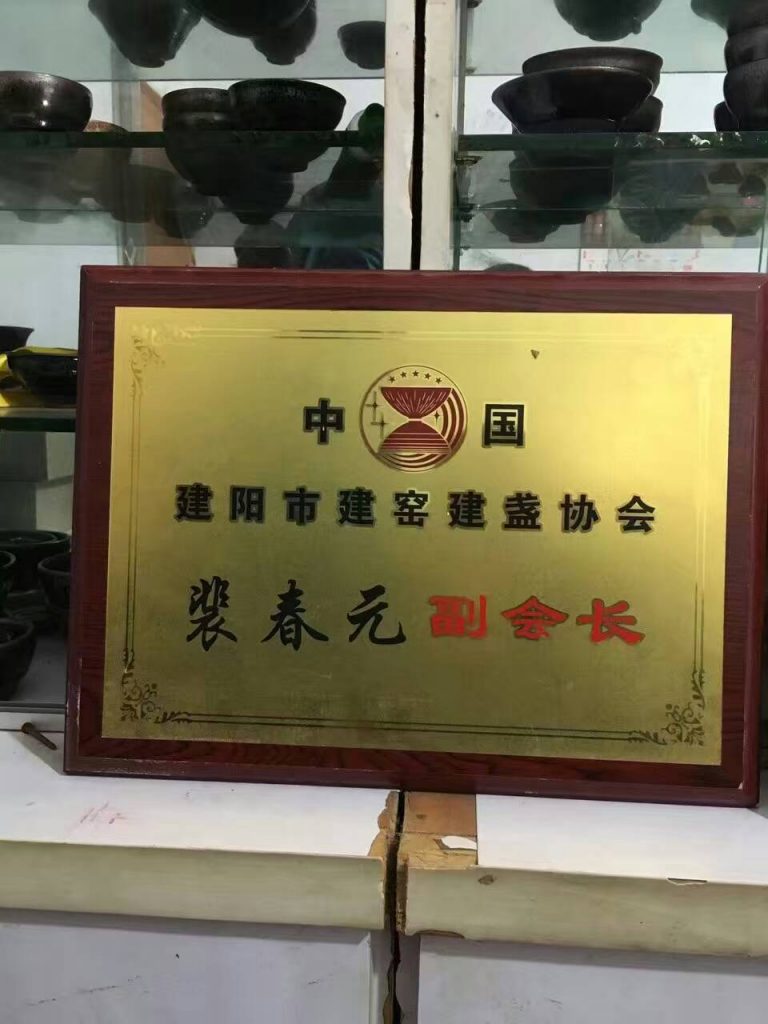 中国
建阳市建窑建盏协会
裴春元副会长